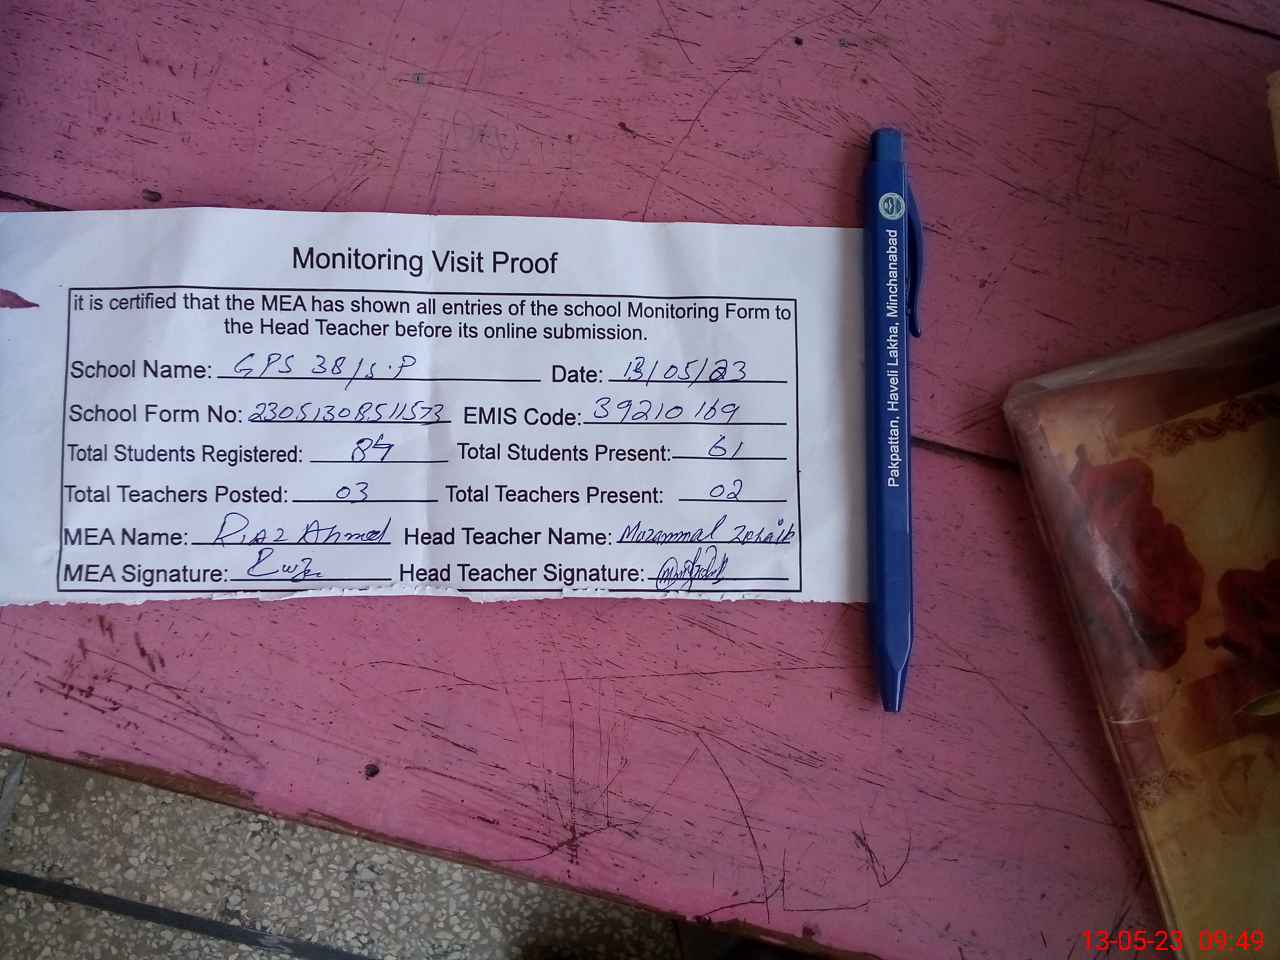 Monitoring Visit Proof
it is certified that the MEA has shown all entries of the school Monitoring Form to
the Head Teacher before its online submission.
School Name: GPS 38/S.P Date: 13/05/23
School Form No: 23051308511573 EMIS Code: 39210169
Total Students Registered: 84 Total Students Present: 61
Total Teachers Posted: 03 Total Teachers Present: 02
MEA Name: Riaz Ahmed Head Teacher Name: Muzammal
MEA Signature: Head Teacher Signature:
Pakpattan, Haveli Lakha, Minchanabad
13-05-23 09:49